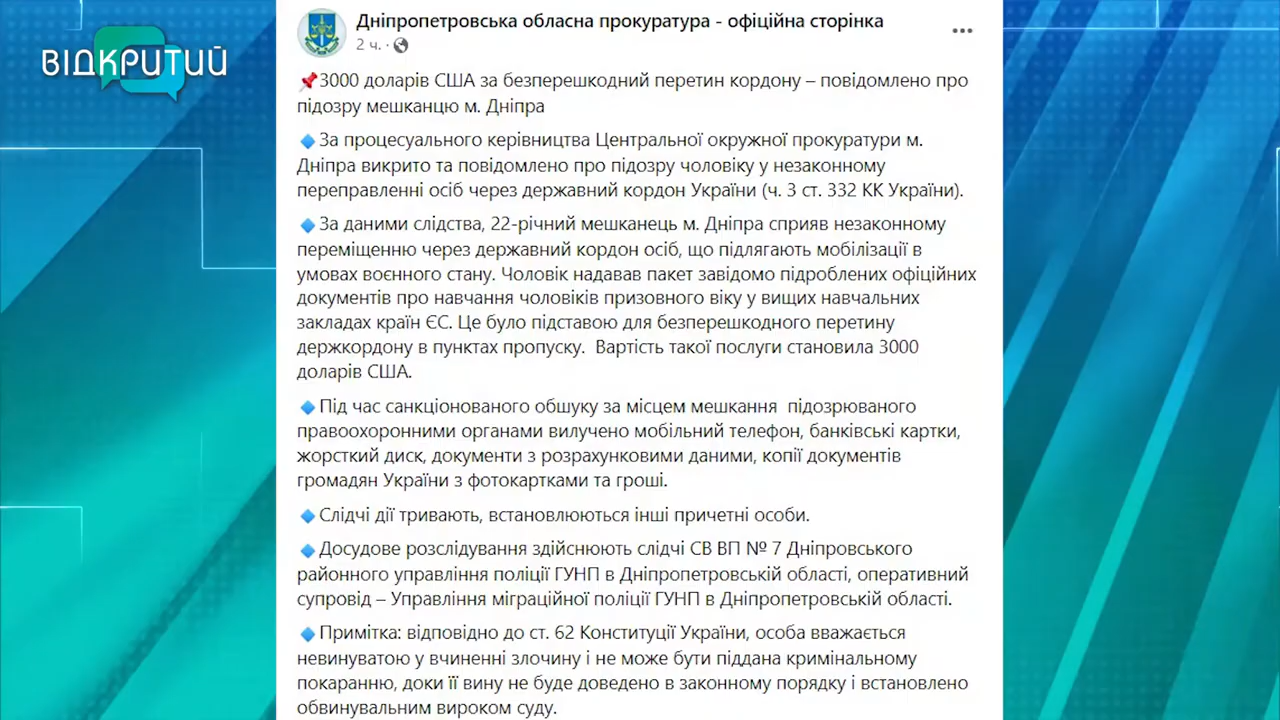 ВІДКРИТИЙ
Дніпропетровська обласна прокуратура - офіційна сторінка
2 ч. ·
3000 доларів США за безперешкодний перетин кордону – повідомлено про
підозру мешканцю м. Дніпра
За процесуального керівництва Центральної окружної прокуратури м.
Дніпра викрито та повідомлено про підозру чоловіку у незаконному
переправленні осіб через державний кордон України (ч. 3 ст. 332 КК України).
За даними слідства, 22-річний мешканець м. Дніпра сприяв незаконному
переміщенню через державний кордон осіб, що підлягають мобілізації в
умовах воєнного стану. Чоловік надавав пакет завідомо підроблених офіційних
документів про навчання чоловіків призовного віку у вищих навчальних
закладах країн ЄС. Це було підставою для безперешкодного перетину
держкордону в пунктах пропуску. Вартість такої послуги становила 3000
доларів США.
Під час санкціонованого обшуку за місцем мешкання підозрюваного
правоохоронними органами вилучено мобільний телефон, банківські картки,
жорсткий диск, документи з розрахунковими даними, копії документів
громадян України з фотокартками та гроші.
Слідчі дії тривають, встановлюються інші причетні особи.
Досудове розслідування здійснюють слідчі СВ ВП № 7 Дніпровського
районного управління поліції ГУНП в Дніпропетровській області, оперативний
супровід – Управління міграційної поліції ГУНП в Дніпропетровській області.
Примітка: відповідно до ст. 62 Конституції України, особа вважається
невинуватою у вчиненні злочину і не може бути піддана кримінальному
покаранню, доки її вину не буде доведено в законному порядку і встановлено
обвинувальним вироком суду.